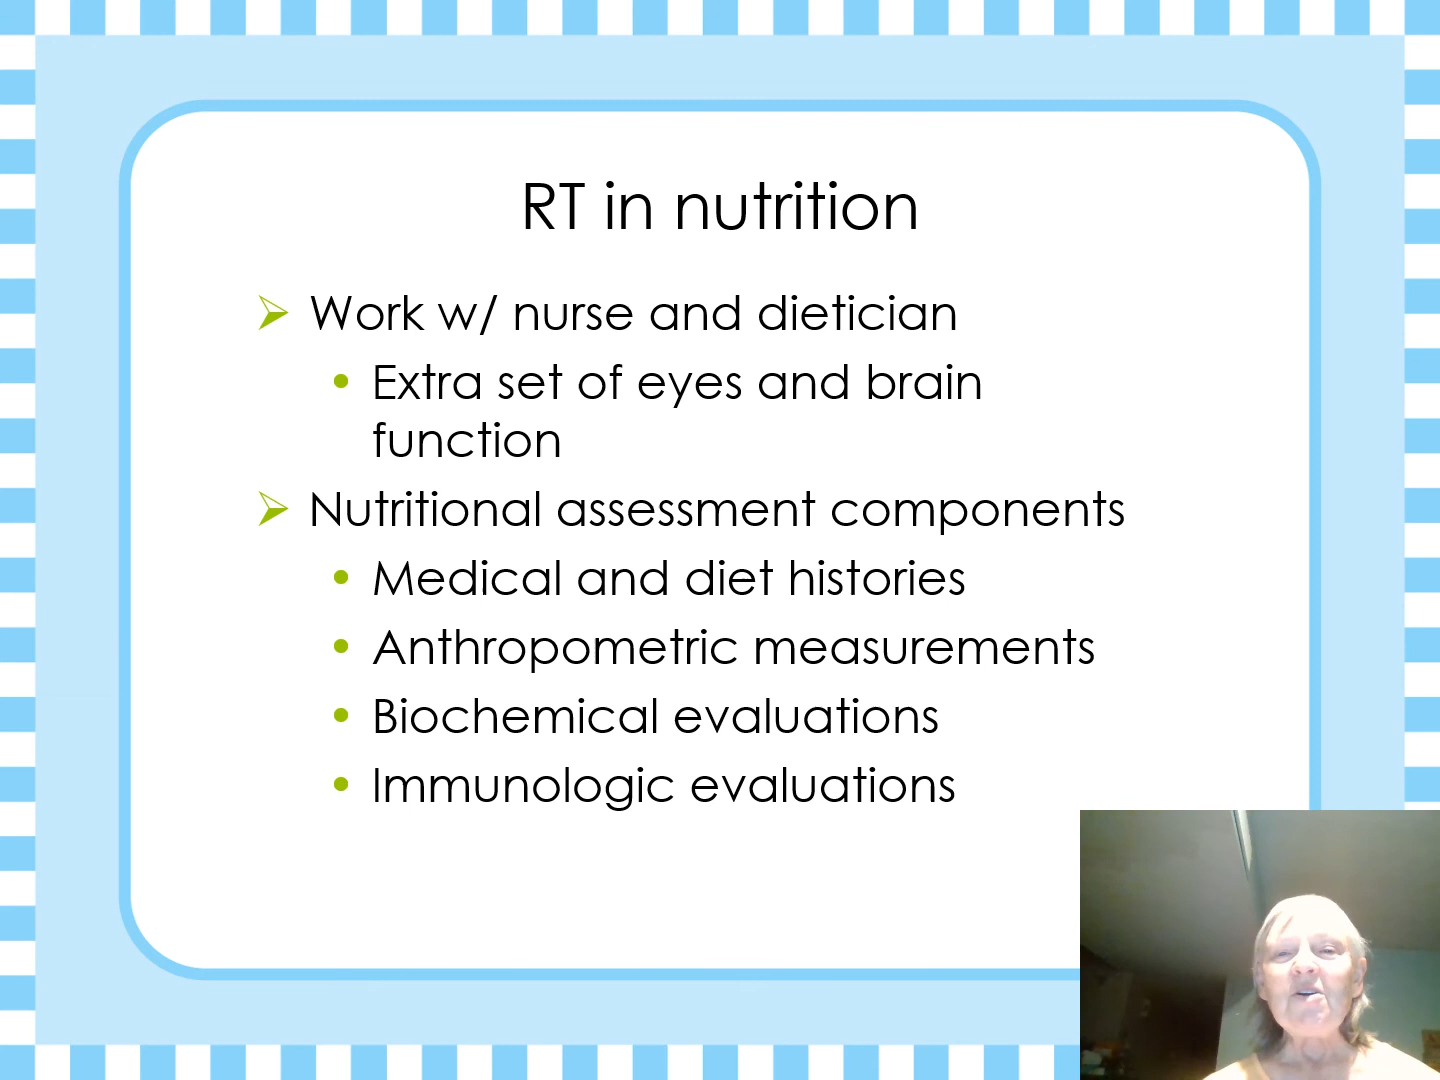 RT in nutrition
Work w/ nurse and dietician
Extra set of eyes and brain
function
Nutritional assessment components
Medical and diet histories
Anthropometric measurements
Biochemical evaluations
Immunologic evaluations